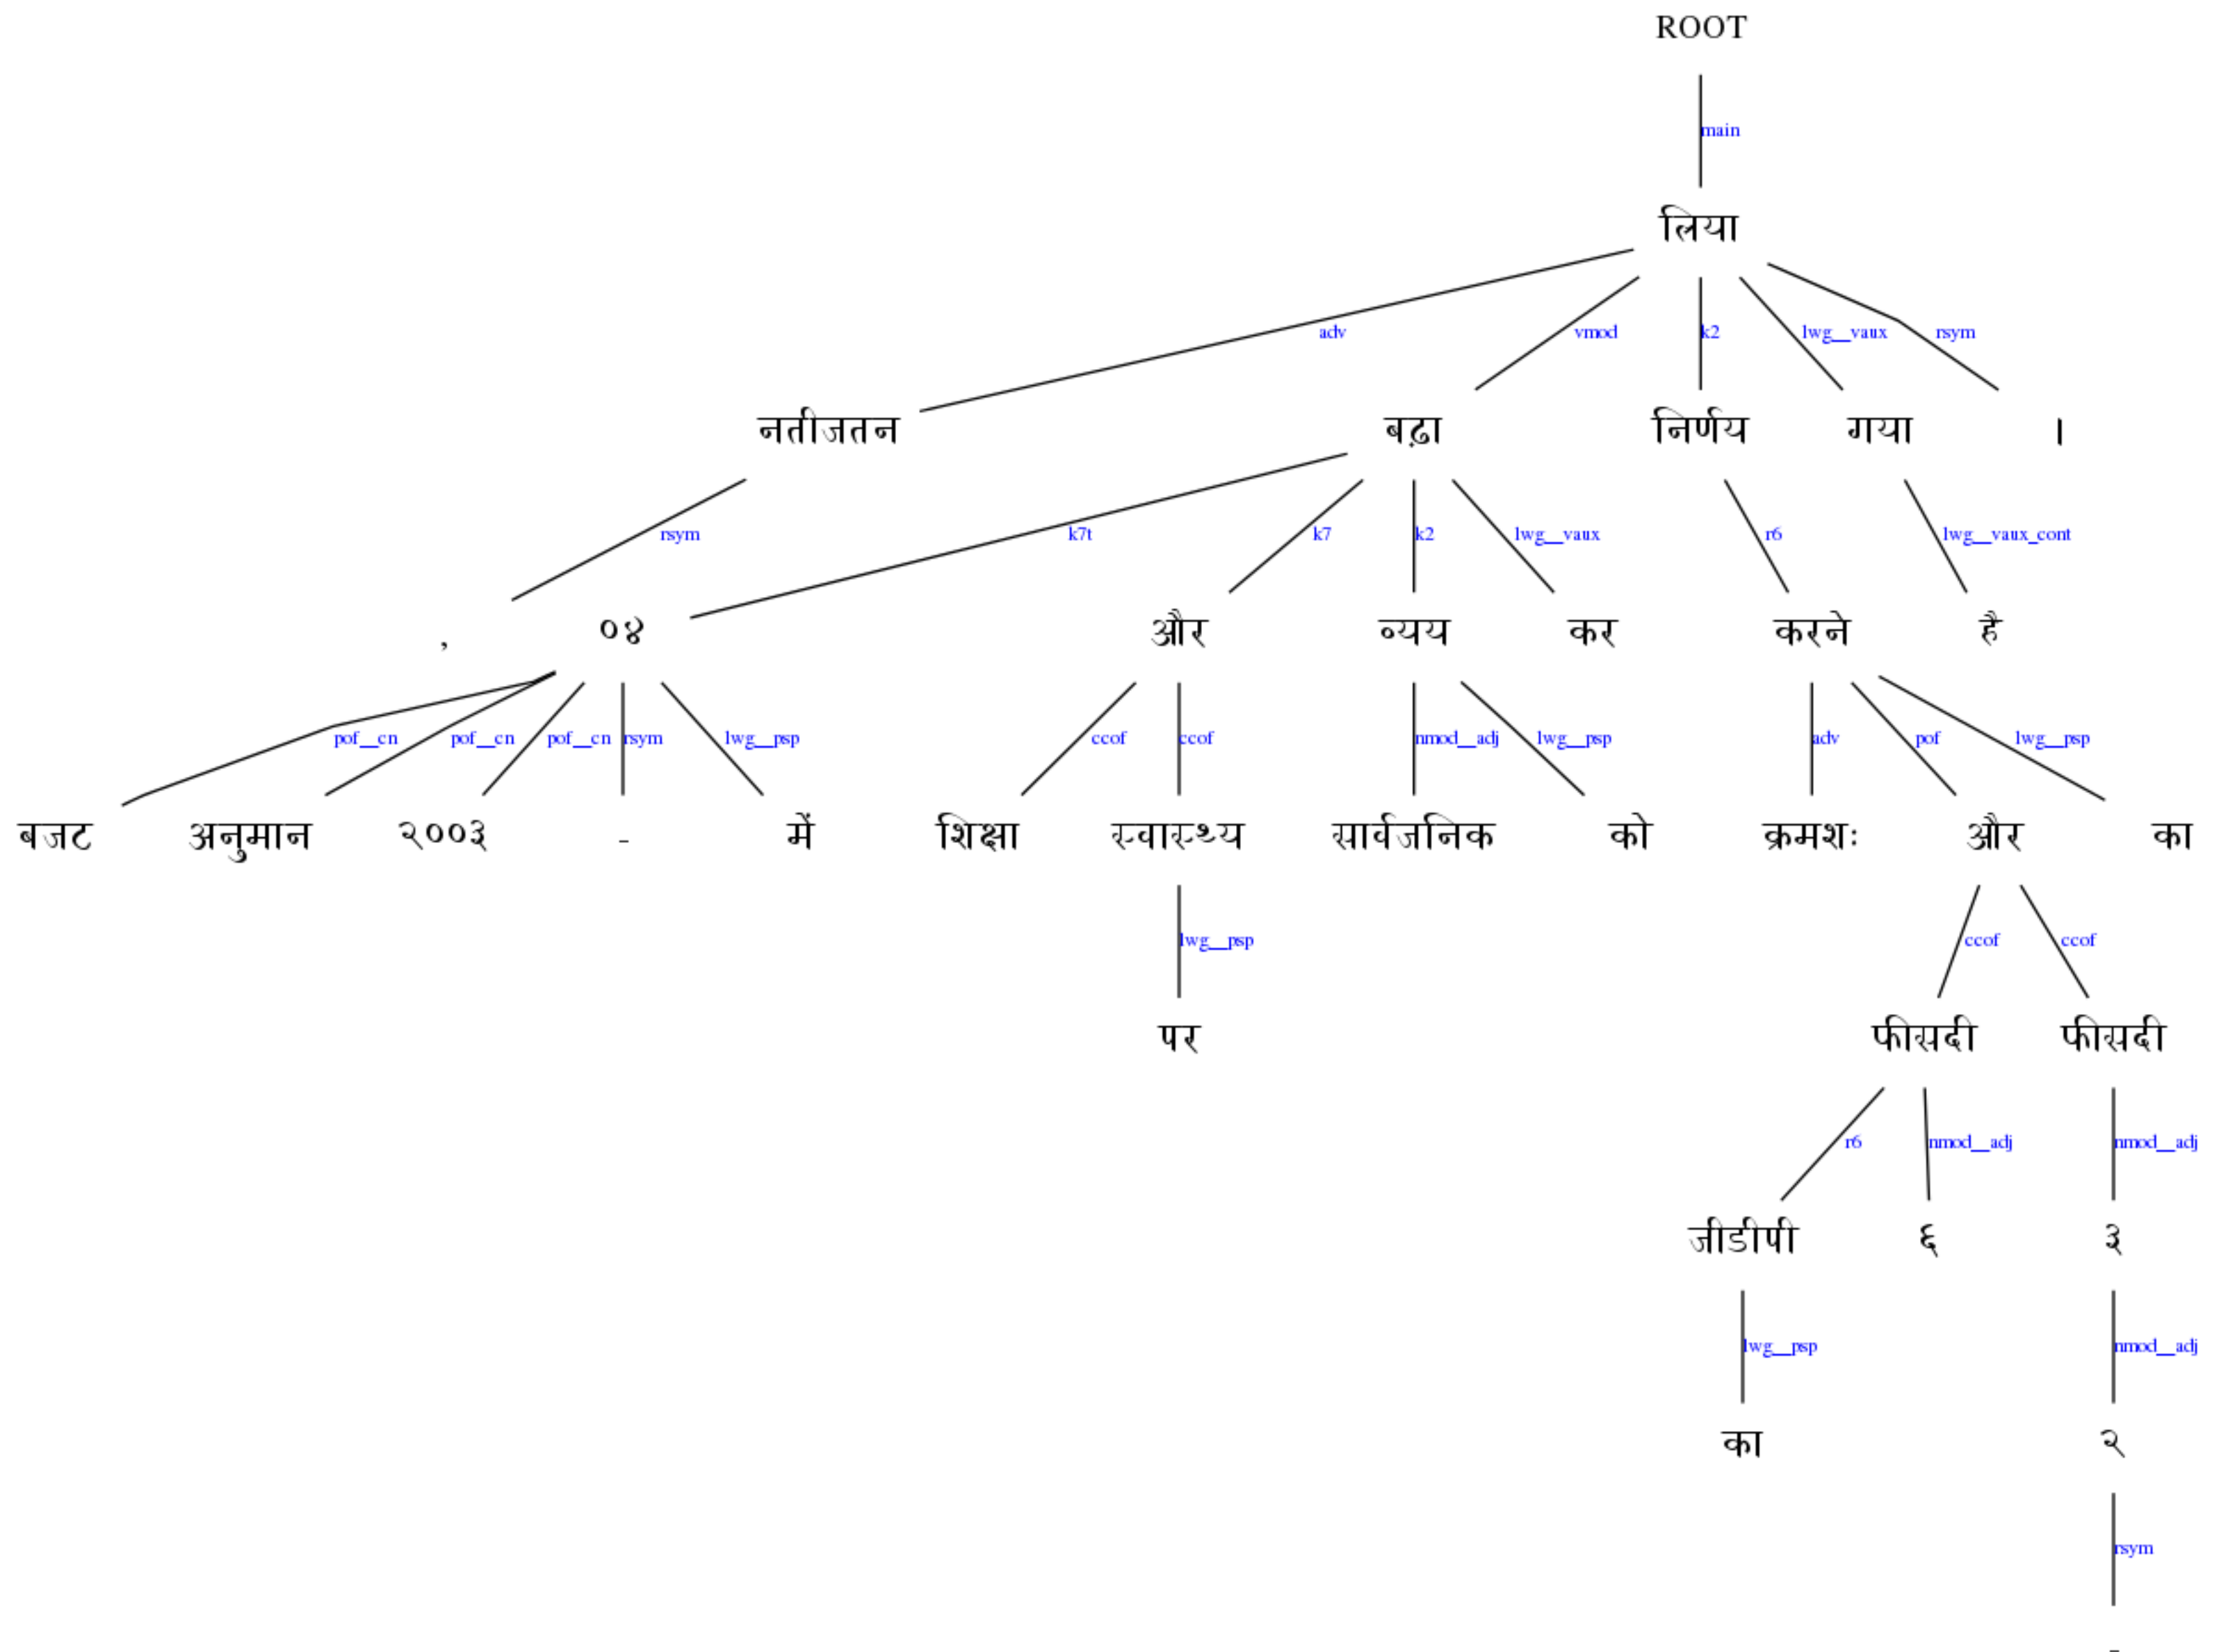 ROOT
main
लिया
adv vmod k2 lwg__vaux rsym
नतीजतन बढ़ा निर्णय गया ।
rsym k7t k7 k2 lwg__vaux r6 lwg__vaux_cont
, ०४ और व्यय कर करने है
pof__cn pof__cn pof__cn rsym lwg__psp ccof ccof nmod__adj lwg__psp adv pof lwg__psp
बजट अनुमान २००३ - में शिक्षा स्वास्थ्य सार्वजनिक को क्रमशः और का
lwg__psp ccof ccof
पर फीसदी फीसदी
r6 nmod__adj nmod__adj
जीडीपी ६ ३
lwg__psp nmod__adj
का २
rsym
-